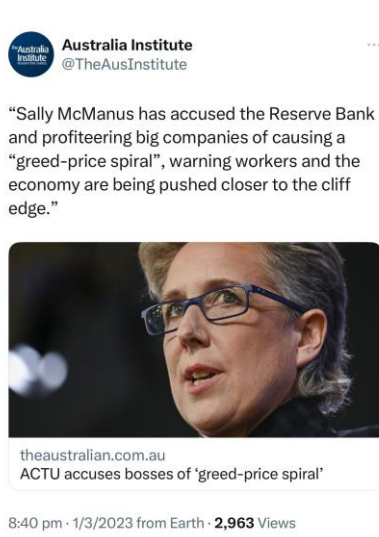 the Australia
Institute
Australia Institute
@TheAusInstitute
“Sally McManus has accused the Reserve Bank
and profiteering big companies of causing a
“greed-price spiral”, warning workers and the
economy are being pushed closer to the cliff
edge.”
theaustralian.com.au
ACTU accuses bosses of ‘greed-price spiral’
8:40 pm · 1/3/2023 from Earth · 2,963 Views